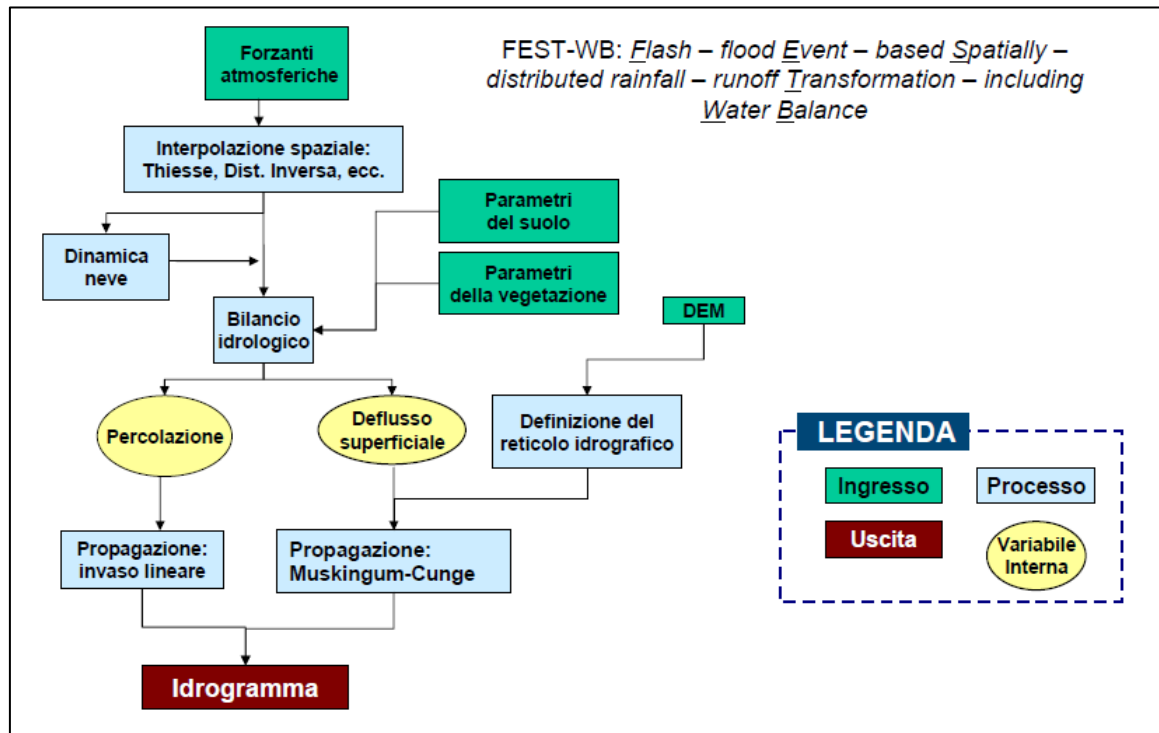 Forzanti
atmosferiche
FEST-WB: Flash – flood Event – based Spatially –
distributed rainfall – runoff Transformation – including
Water Balance
Interpolazione spaziale:
Thiesse, Dist. Inversa, ecc.
Parametri
del suolo
Dinamica
neve
Parametri
della vegetazione
Bilancio
idrologico
DEM
Percolazione
Deflusso
superficiale
Definizione del
reticolo idrografico
Propagazione:
invaso lineare
Propagazione:
Muskingum-Cunge
Idrogramma
LEGENDA
Ingresso
Processo
Uscita
Variabile
Interna